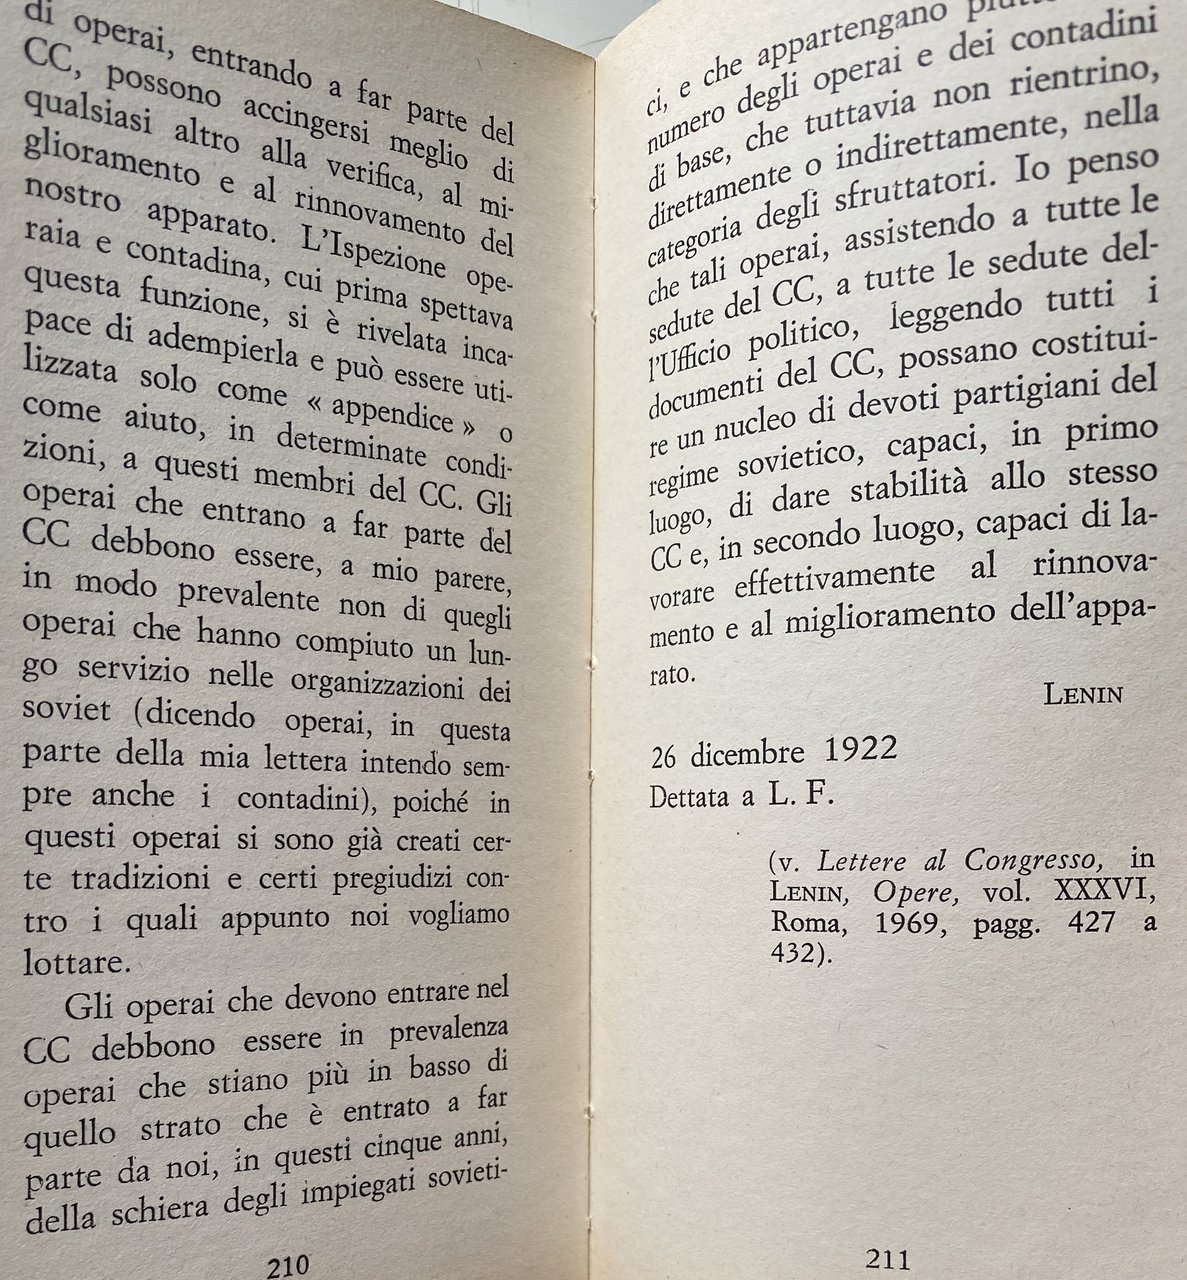 di operai, entrando a far parte del
CC, possono accingersi meglio di
qualsiasi altro alla verifica, al mi-
glioramento e al rinnovamento del
nostro apparato. L'Ispezione ope-
raia e contadina, cui prima spettava
questa funzione, si è rivelata inca-
pace di adempierla e può essere uti-
lizzata solo come « appendice » o
come aiuto, in determinate condi-
zioni, a questi membri del CC. Gli
operai che entrano a far parte del
CC debbono essere, a mio parere,
in modo prevalente non di quegli
operai che hanno compiuto un lun-
go servizio nelle organizzazioni dei
soviet (dicendo operai, in questa
parte della mia lettera intendo sem-
pre anche i contadini), poiché in
questi operai si sono già creati cer-
te tradizioni e certi pregiudizi con-
tro i quali appunto noi vogliamo
lottare.
Gli operai che devono entrare nel
CC debbono essere in prevalenza
operai che stiano più in basso di
quello strato che è entrato a far
parte da noi, in questi cinque anni,
della schiera degli impiegati sovieti-
210
ci, e che appartengano
numero degli operai e dei contadini
di base, che tuttavia non rientrino,
direttamente o indirettamente, nella
categoria degli sfruttatori. Io penso
che tali operai, assistendo a tutte le
sedute del CC, a tutte le sedute del-
l'Ufficio politico, leggendo tutti i
documenti del CC, possano costitui-
re un nucleo di devoti partigiani del
regime sovietico, capaci, in primo
luogo, di dare stabilità allo stesso
CC e, in secondo luogo, capaci di la-
vorare effettivamente al rinnova-
mento e al miglioramento dell'appa-
rato.
LENIN
26 dicembre 1922
Dettata a L. F.
(v. Lettere al Congresso, in
LENIN, Opere, vol. XXXVI,
Roma, 1969, pagg. 427 a
432).
211